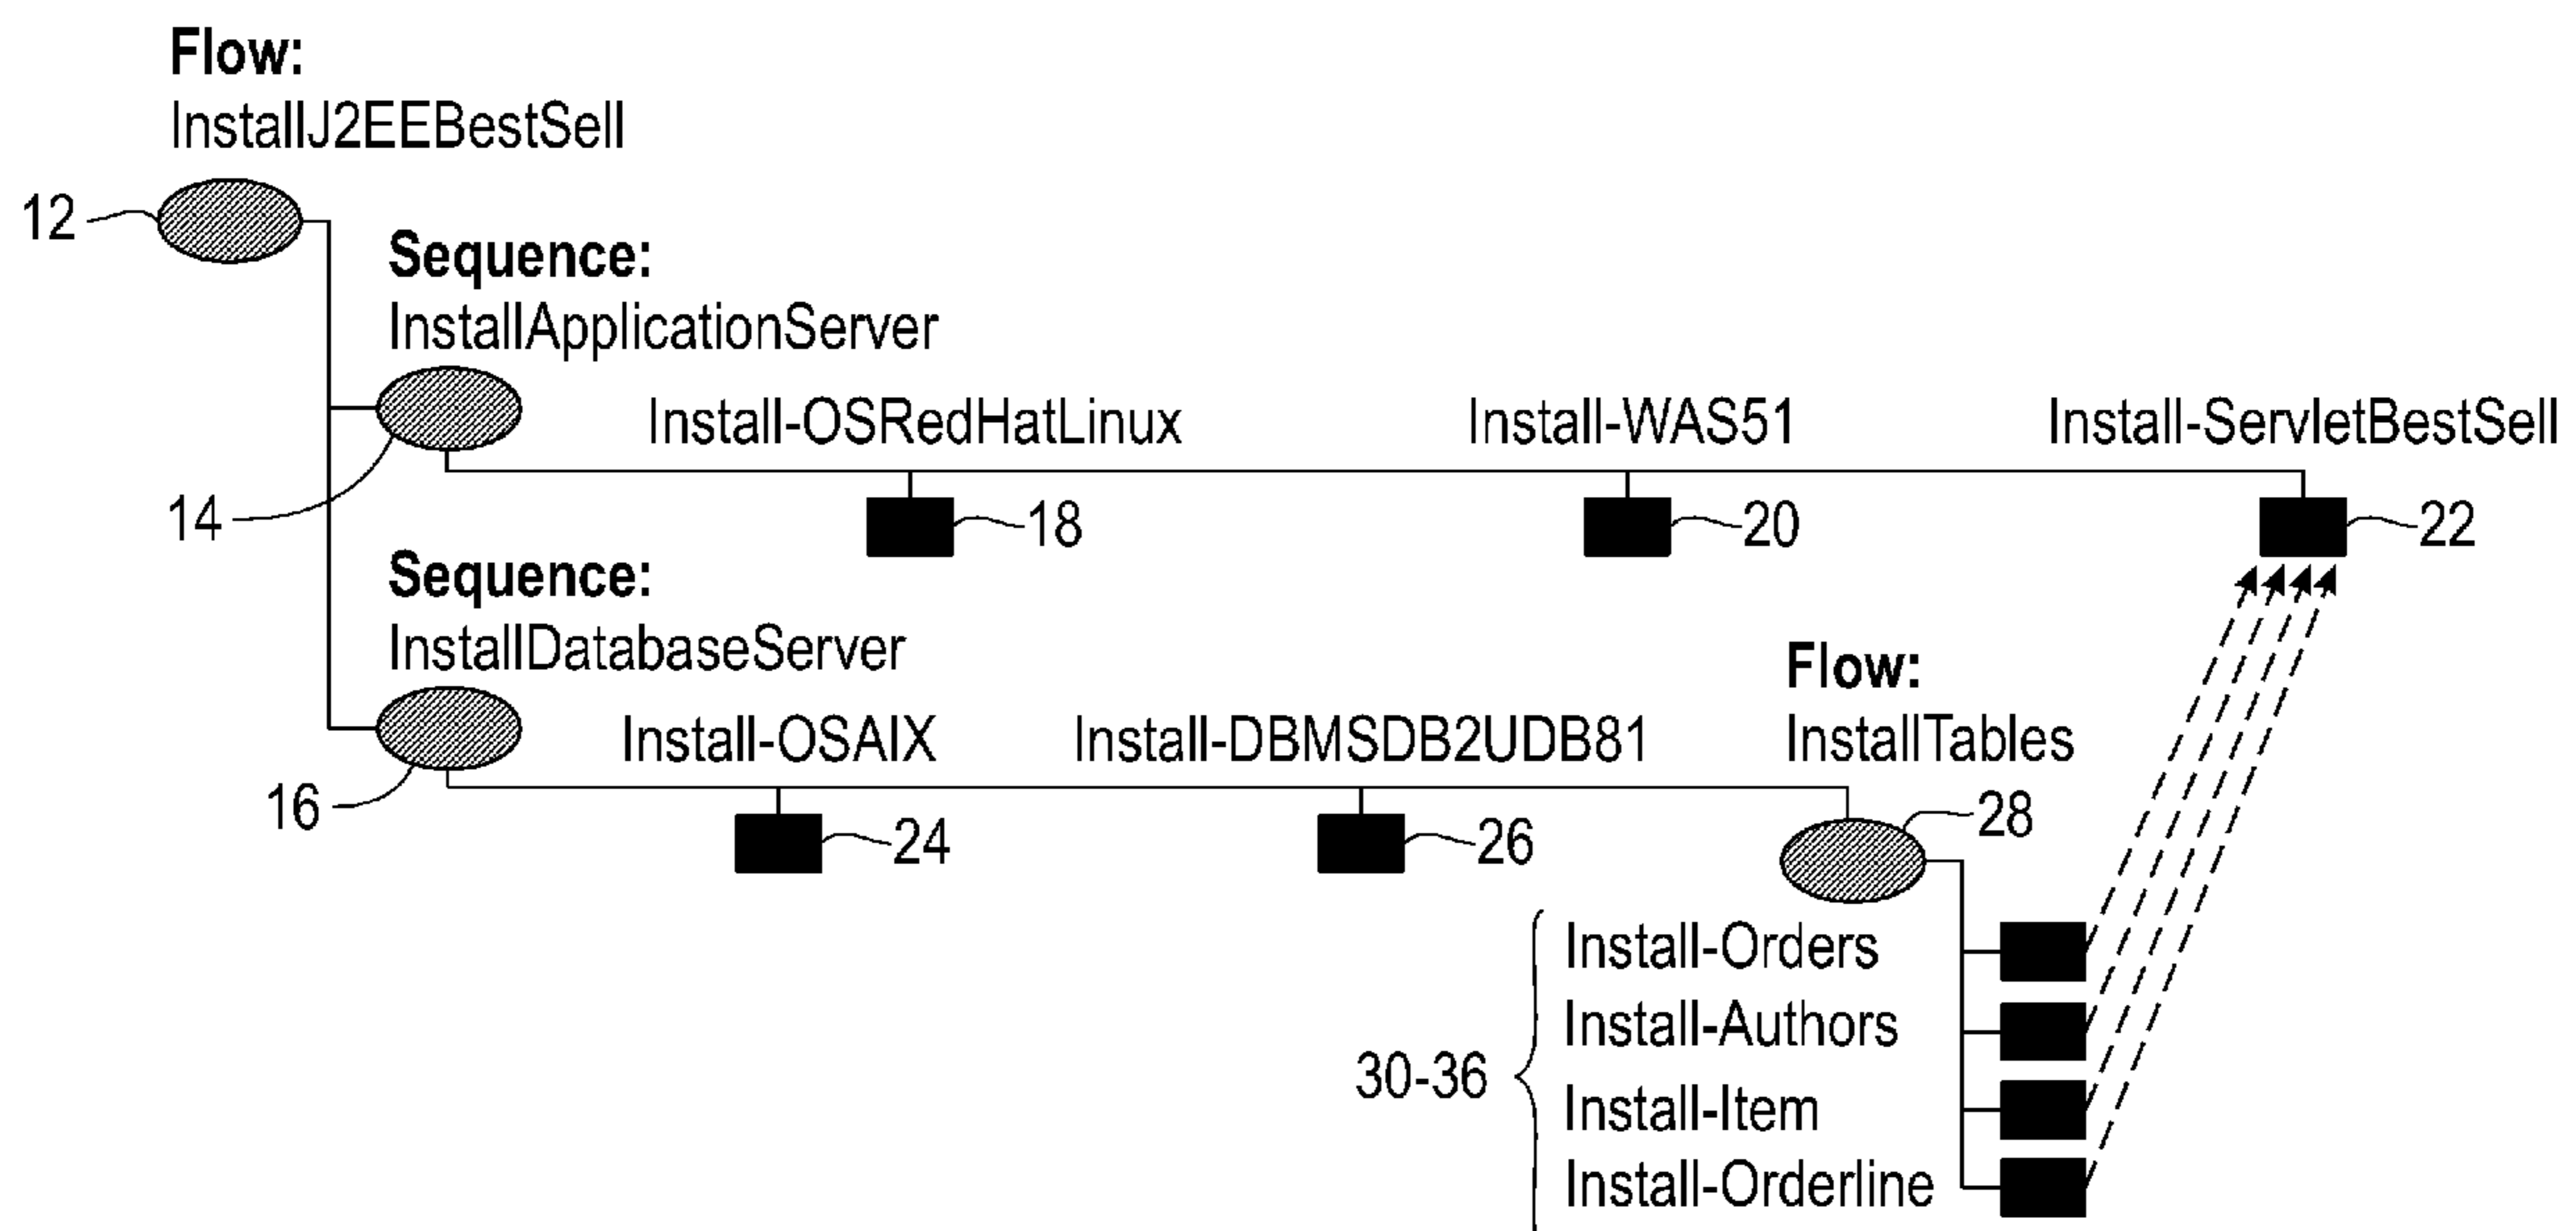 Flow:
InstallJ2EEBestSell
12
Sequence:
InstallApplicationServer
Install-OSRedHatLinux
Install-WAS51
Install-ServletBestSell
14
18
20
22
Sequence:
InstallDatabaseServer
Flow:
InstallTables
Install-OSAIX
Install-DBMSDB2UDB81
16
24
26
28
30-36
Install-Orders
Install-Authors
Install-Item
Install-Orderline